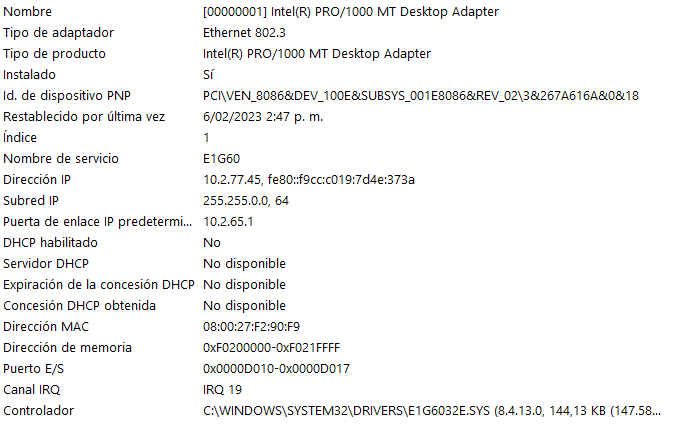 Nombre [00000001] Intel(R) PRO/1000 MT Desktop Adapter
Tipo de adaptador Ethernet 802.3
Tipo de producto Intel(R) PRO/1000 MT Desktop Adapter
Instalado Sí
Id. de dispositivo PNP PCI\VEN_8086&DEV_100E&SUBSYS_001E8086&REV_02\3&267A616A&0&18
Restablecido por última vez 6/02/2023 2:47 p. m.
Índice 1
Nombre de servicio E1G60
Dirección IP 10.2.77.45, fe80::f9cc:c019:7d4e:373a
Subred IP 255.255.0.0, 64
Puerta de enlace IP predetermi... 10.2.65.1
DHCP habilitado No
Servidor DHCP No disponible
Expiración de la concesión DHCP No disponible
Concesión DHCP obtenida No disponible
Dirección MAC 08:00:27:F2:90:F9
Dirección de memoria 0xF0200000-0xF021FFFF
Puerto E/S 0x0000D010-0x0000D017
Canal IRQ IRQ 19
Controlador C:\WINDOWS\SYSTEM32\DRIVERS\E1G6032E.SYS (8.4.13.0, 144,13 KB (147.58...